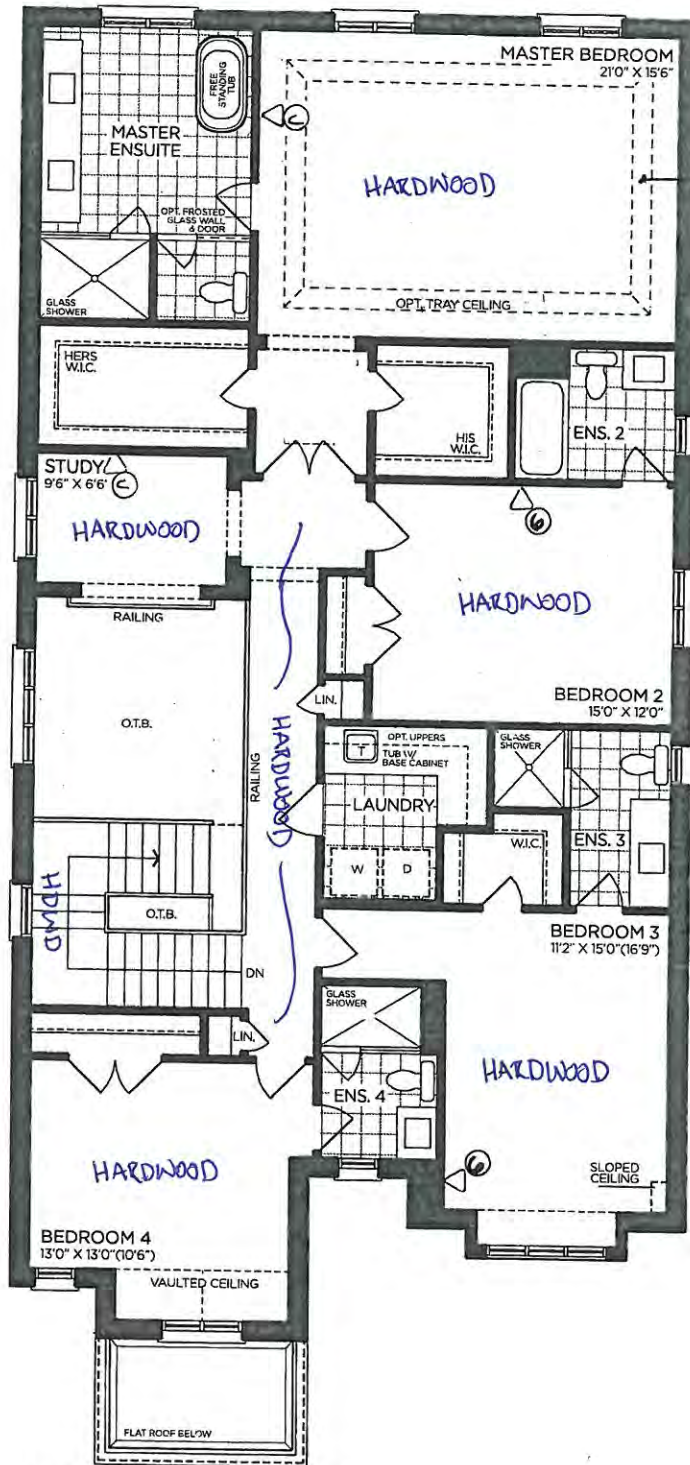 MASTER BEDROOM
21'0" X 15'6"
FREE
STANDING
TUB
MASTER
ENSUITE
C
HARDWOOD
OPT. FROSTED
GLASS WALL
& DOOR
GLASS
SHOWER
OPT. TRAY CEILING
HERS
W.I.C.
HIS
W.I.C.
ENS. 2
STUDY
9'6" X 6'6'
C
HARDWOOD
6
HARDWOOD
RAILING
BEDROOM 2
15'0" X 12'0"
LIN.
O.T.B.
RAILING
HARDWOOD
OPT. UPPERS
T
TUB W/
BASE CABINET
GLASS
SHOWER
LAUNDRY
W.I.C.
ENS. 3
W
D
HDWD
O.T.B.
BEDROOM 3
11'2" X 15'0"(16'9")
DN
GLASS
SHOWER
LIN.
ENS. 4
HARDWOOD
HARDWOOD
6
SLOPED
CEILING
BEDROOM 4
13'0" X 13'0"(10'6")
VAULTED CEILING
FLAT ROOF BELOW